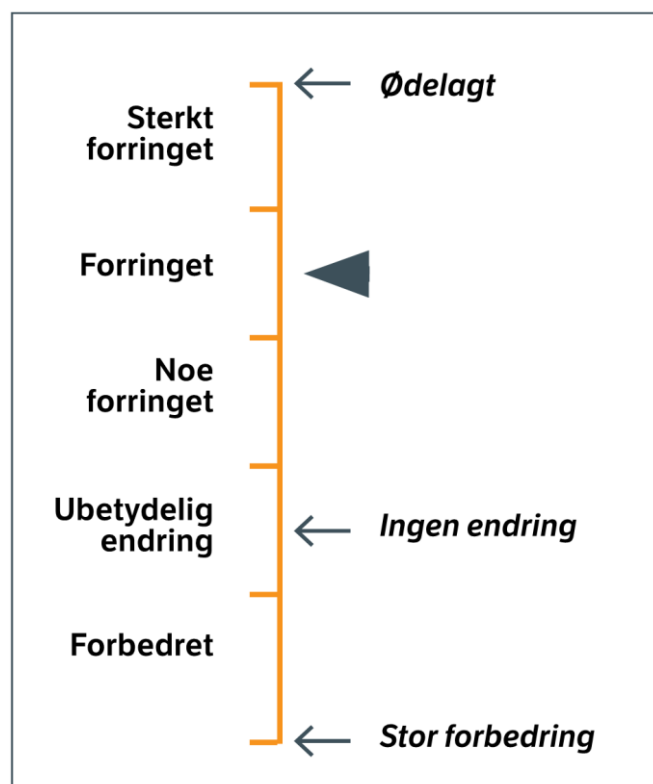 Ødelagt
Sterkt
forringet
Forringet
Noe
forringet
Ubetydelig
endring
Ingen endring
Forbedret
Stor forbedring